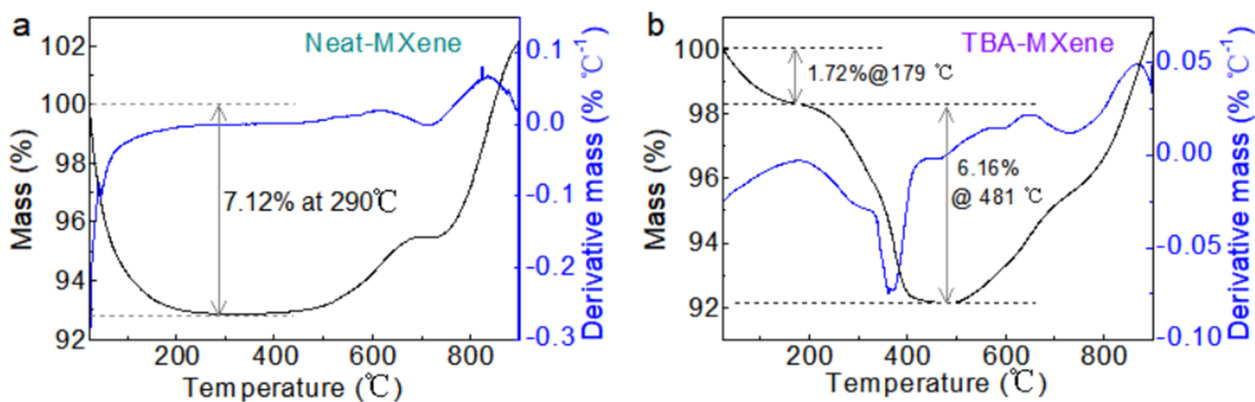 a
Neat-MXene
Mass (%)
102
100
98
96
95
93
92
7.12% at 290℃
0.1
0.0
-0.1
-0.2
-0.3
Derivative mass (% ℃⁻¹)
200 400 600 800
Temperature (℃)
b
TBA-MXene
Mass (%)
100
98
96
94
92
1.72%@179 ℃
6.16%
@ 481 ℃
0.05
0.00
-0.05
-0.10
Derivative mass (% ℃⁻¹)
200 400 600 800
Temperature (℃)